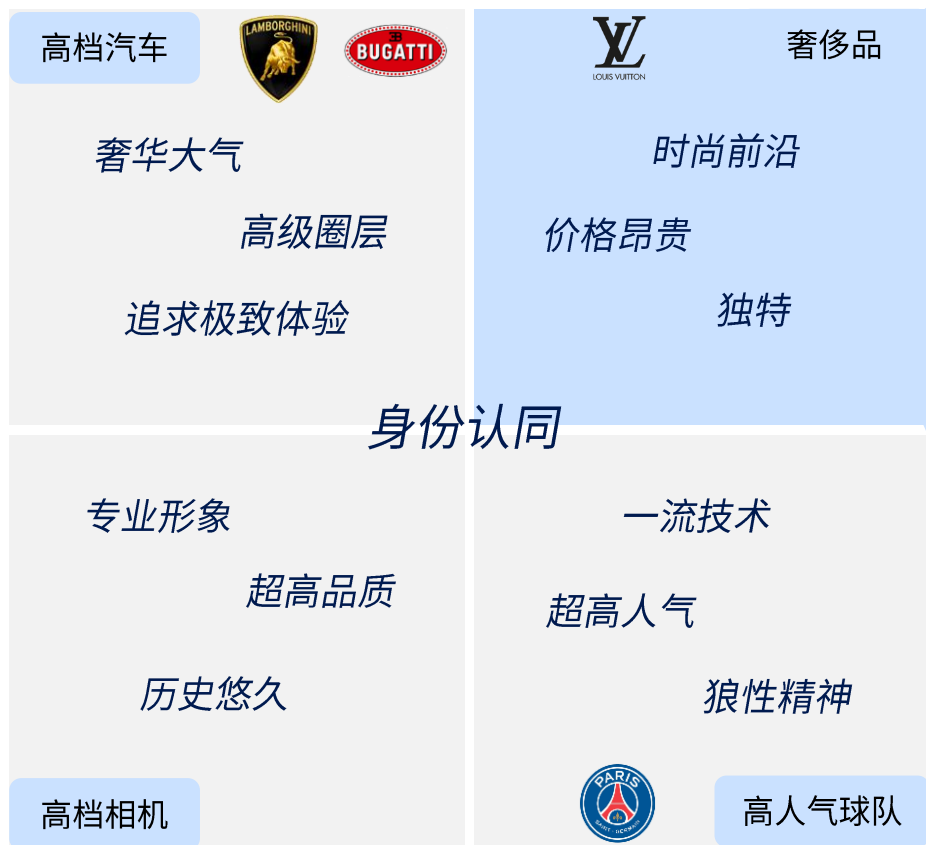 高档汽车
LAMBORGHINI
BUGATTI
LOUIS VUITTON
奢侈品
奢华大气
高级圈层
追求极致体验
时尚前沿
价格昂贵
独特
身份认同
专业形象
超高品质
历史悠久
一流技术
超高人气
狼性精神
高档相机
PARIS
SAINT-GERMAIN
高人气球队